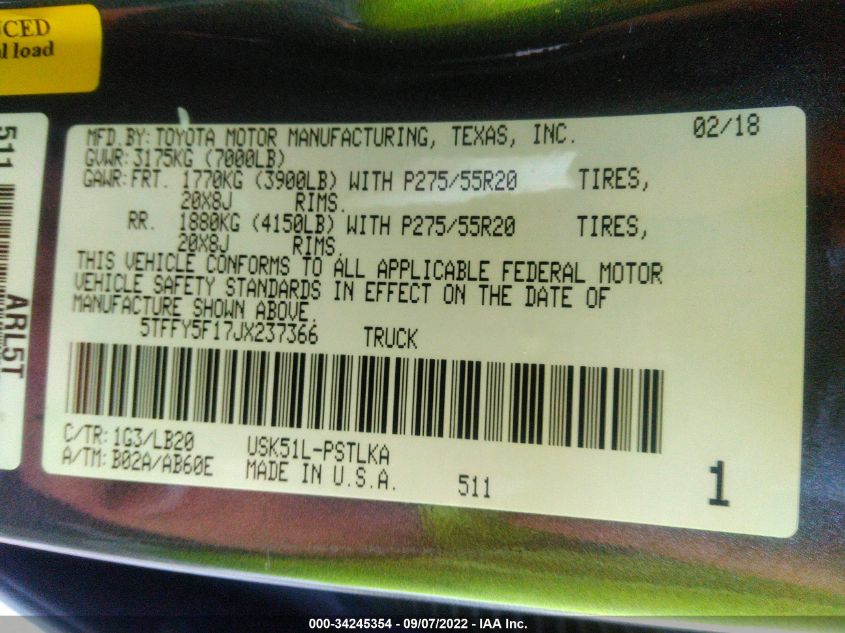 NCED
l load
511
ARL5T
MFD.BY:TOYOTA MOTOR MANUFACTURING, TEXAS, INC. 02/18
GVWR:3175KG (7000LB)
GAWR:FRT. 1770KG (3900LB) WITH P275/55R20 TIRES,
20X8J RIMS.
RR. 1880KG (4150LB) WITH P275/55R20 TIRES,
20X8J RIMS.
THIS VEHICLE CONFORMS TO ALL APPLICABLE FEDERAL MOTOR
VEHICLE SAFETY STANDARDS IN EFFECT ON THE DATE OF
MANUFACTURE SHOWN ABOVE.
5TFFY5F17JX237366 TRUCK
C/TR:1G3/LB20 USK51L-PSTLKA
A/TM:B02A/AB60E MADE IN U.S.A. 511 1
000-34245354 - 09/07/2022 - IAA Inc.